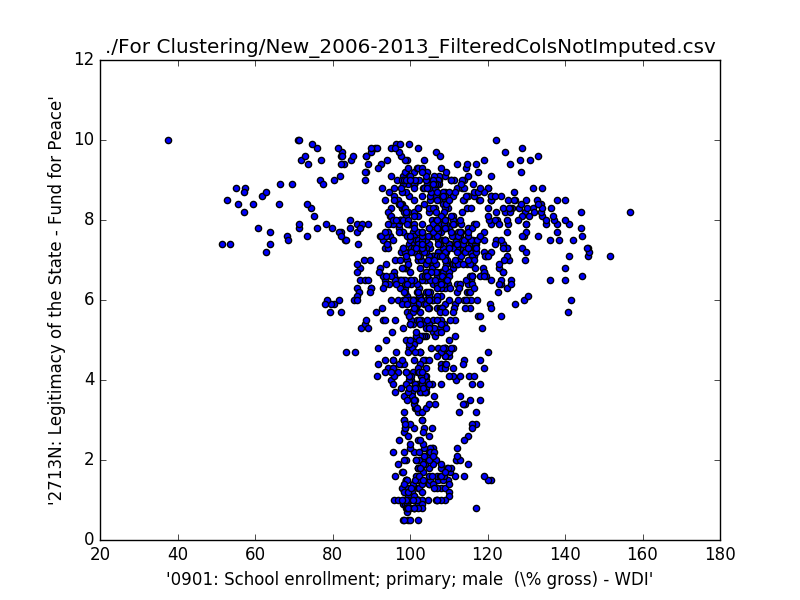 ./For Clustering/New_2006-2013_FilteredColsNotImputed.csv
12
10
8
6
4
2
0
'2713N: Legitimacy of the State - Fund for Peace'
20 40 60 80 100 120 140 160 180
'0901: School enrollment; primary; male  (\% gross) - WDI'